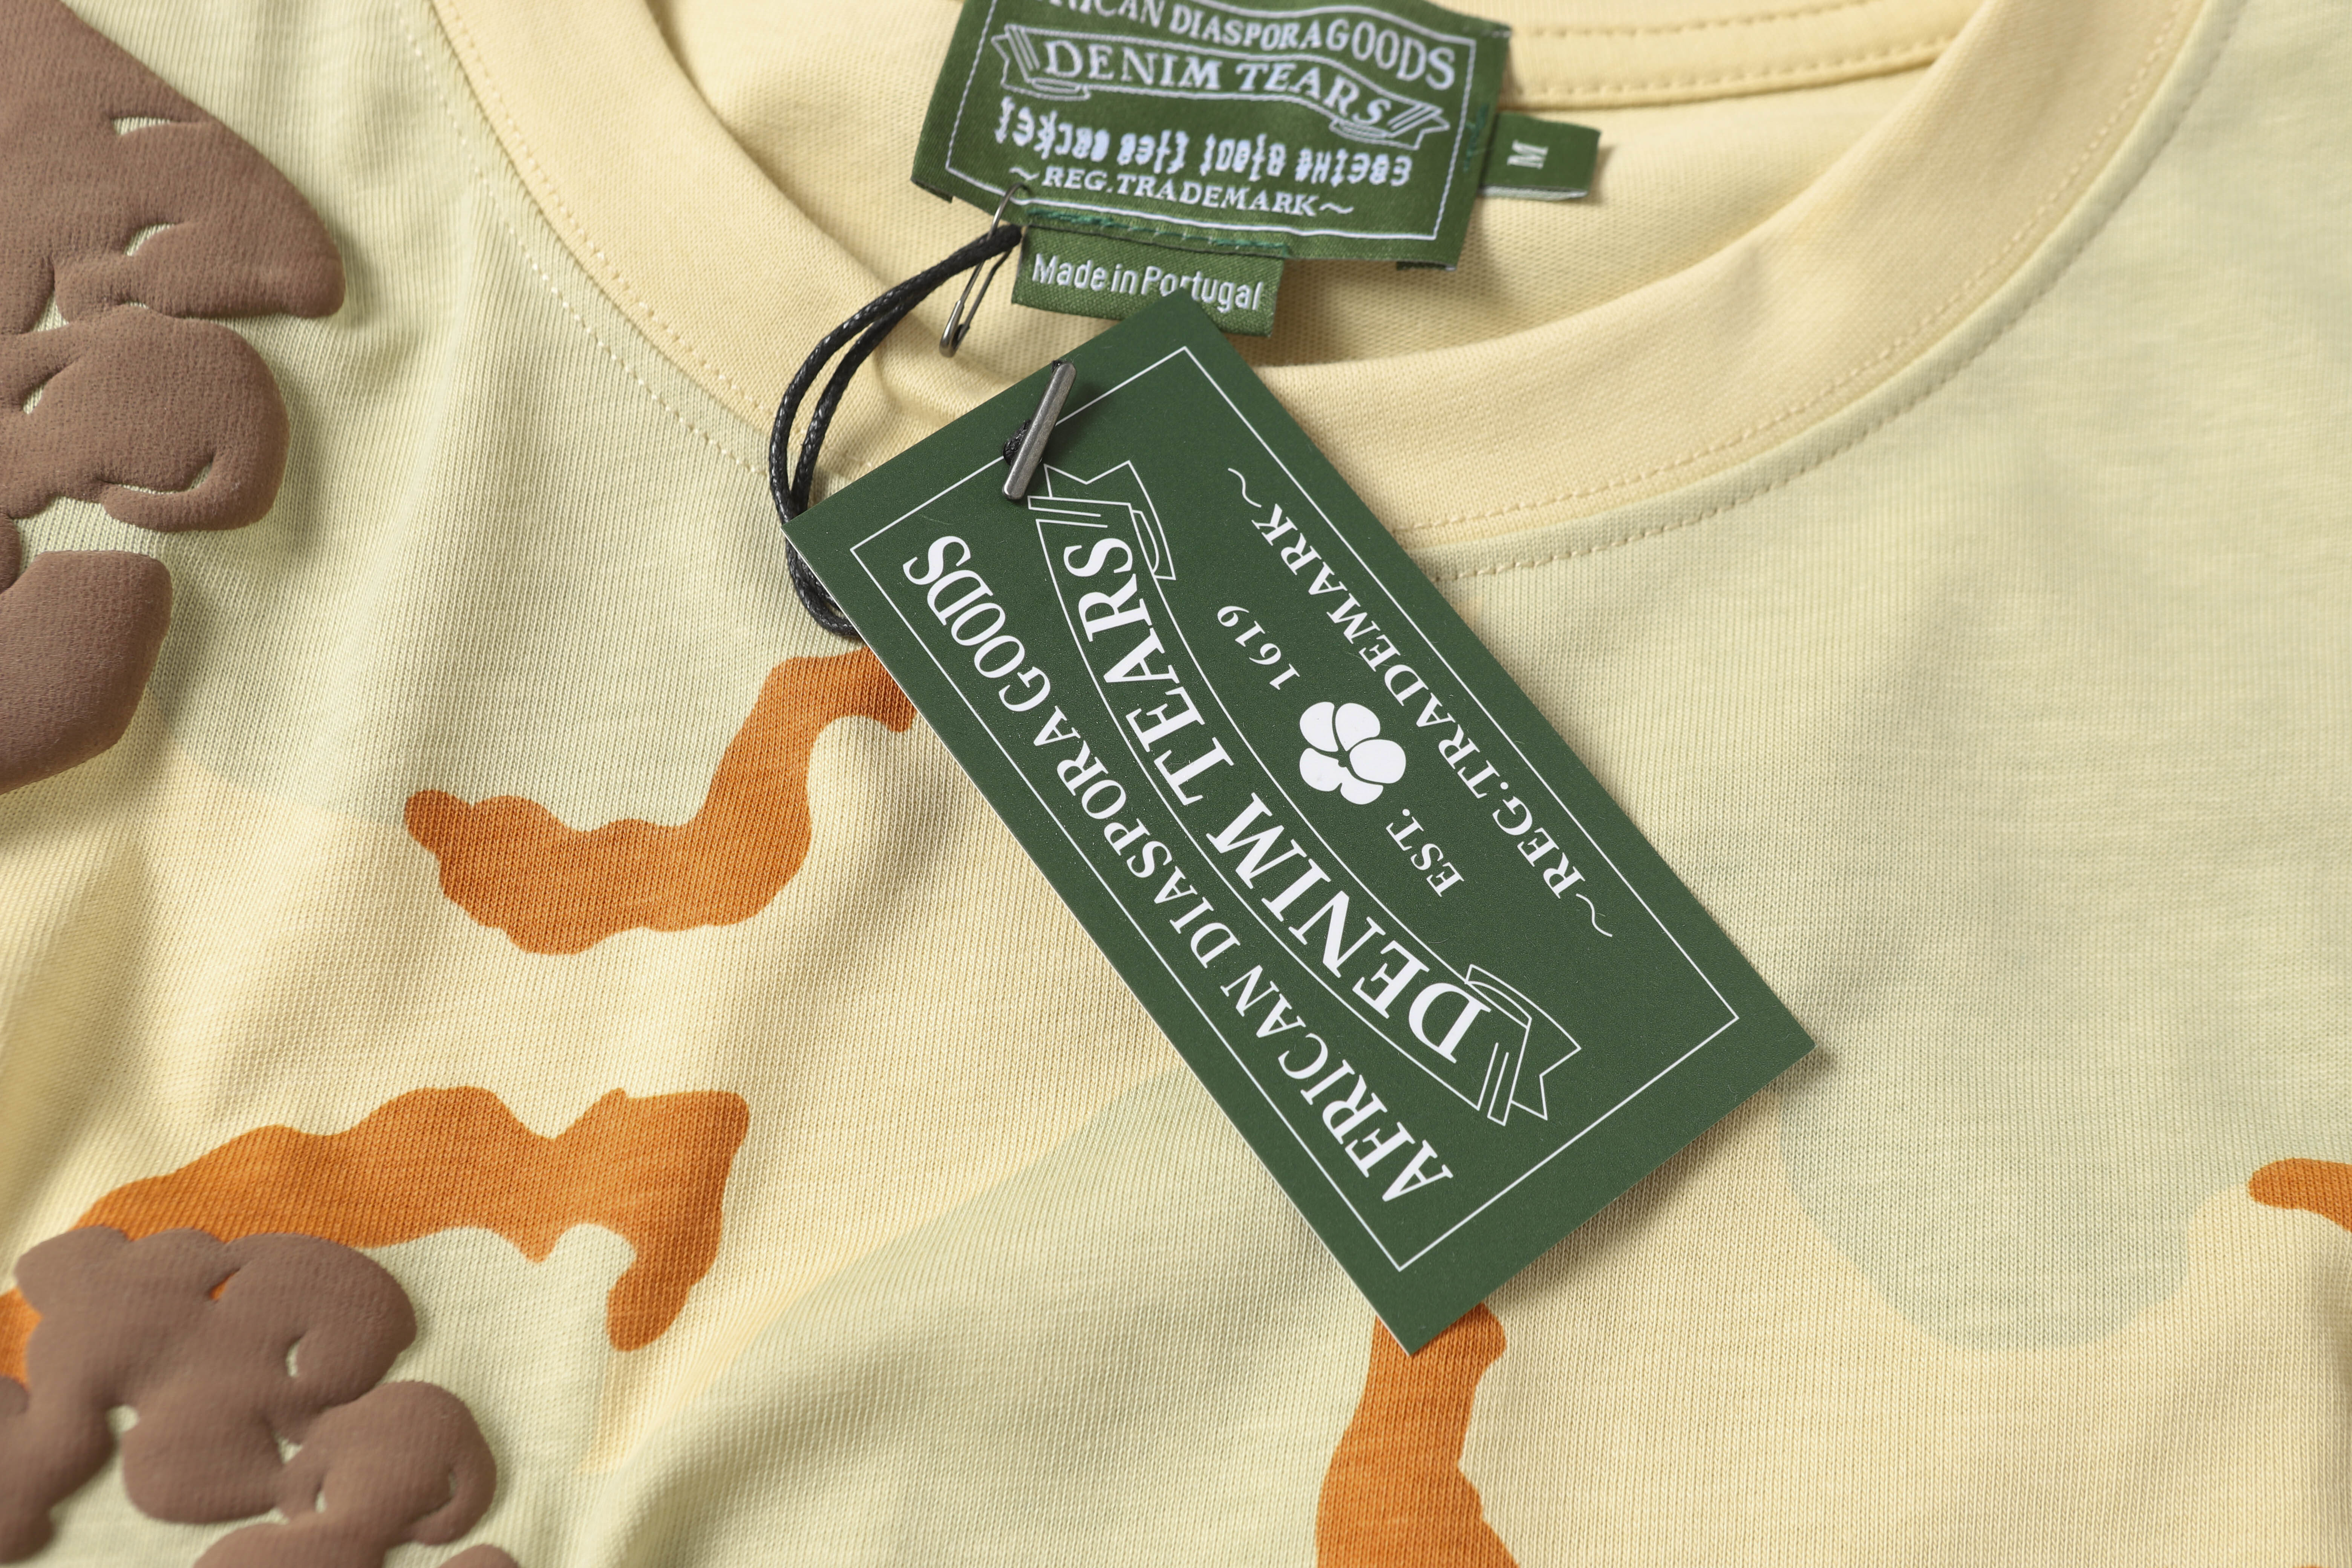 AFRICAN DIASPORA GOODS
DENIM TEARS
~REG.TRADEMARK~
M
Made in Portugal
AFRICAN DIASPORA GOODS
DENIM TEARS
EST. 1619
~REG.TRADEMARK~